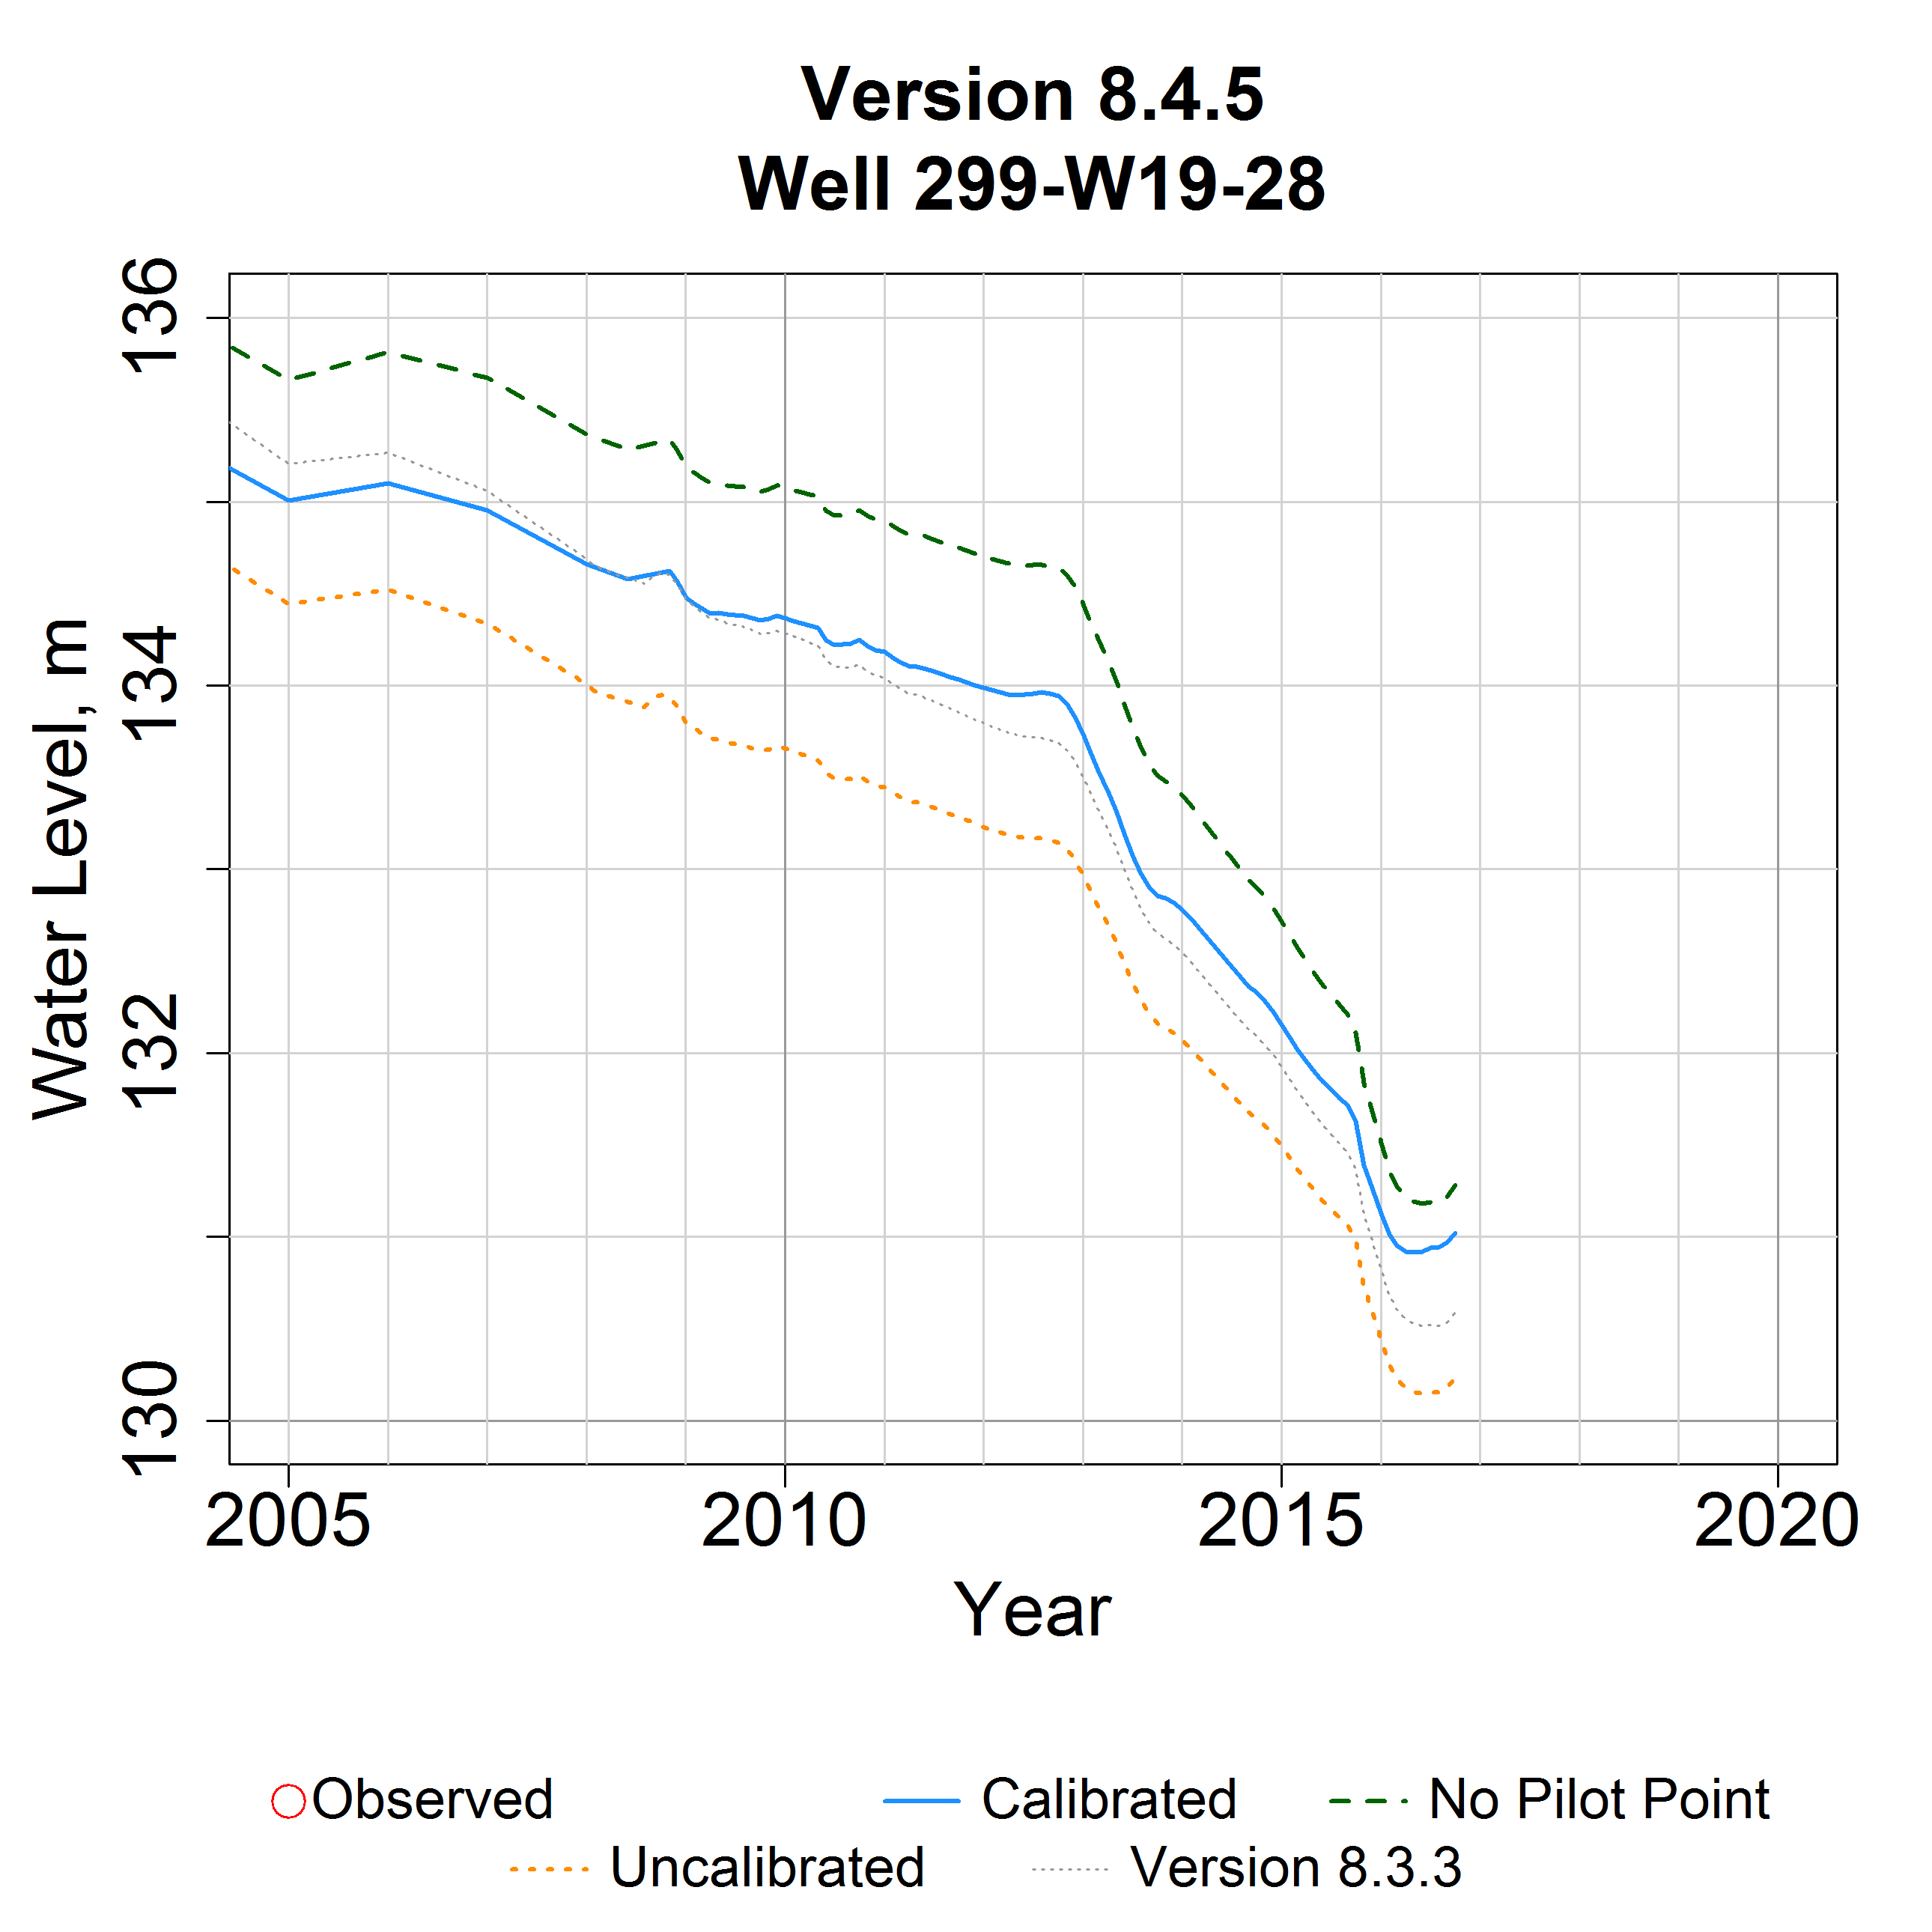 Version 8.4.5
Well 299-W19-28
136
134
132
130
Water Level, m
2005 2010 2015 2020
Year
Observed Calibrated No Pilot Point
Uncalibrated Version 8.3.3